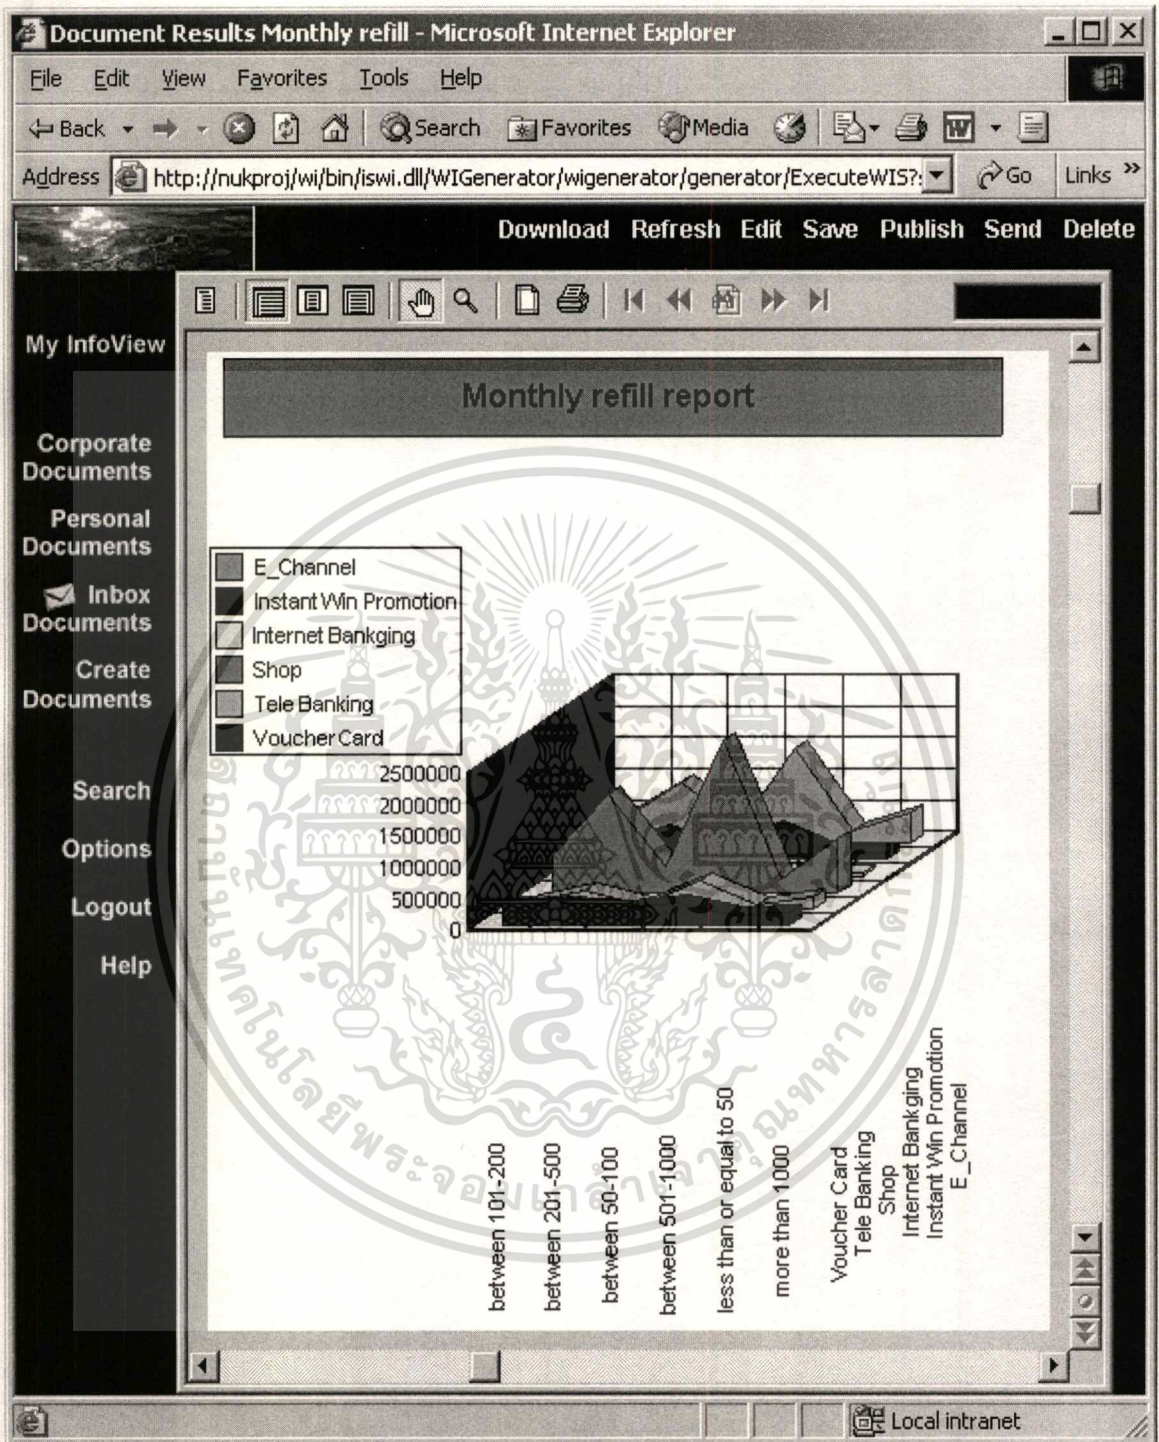 Document Results Monthly refill - Microsoft Internet Explorer
File Edit View Favorites Tools Help
Back Search Favorites Media
Address http://nukproj/wi/bin/iswi.dll/WIGenerator/wigenerator/generator/ExecuteWIS?: Go Links »
Download Refresh Edit Save Publish Send Delete
My InfoView
Corporate
Documents
Personal
Documents
Inbox
Documents
Create
Documents
Search
Options
Logout
Help
Monthly refill report
E_Channel
Instant Win Promotion
Internet Bankging
Shop
Tele Banking
Voucher Card
2500000
2000000
1500000
1000000
500000
0
between 101-200
between 201-500
between 50-100
between 501-1000
less than or equal to 50
more than 1000
Voucher Card
Tele Banking
Shop
Internet Bankging
Instant Win Promotion
E_Channel
Local intranet